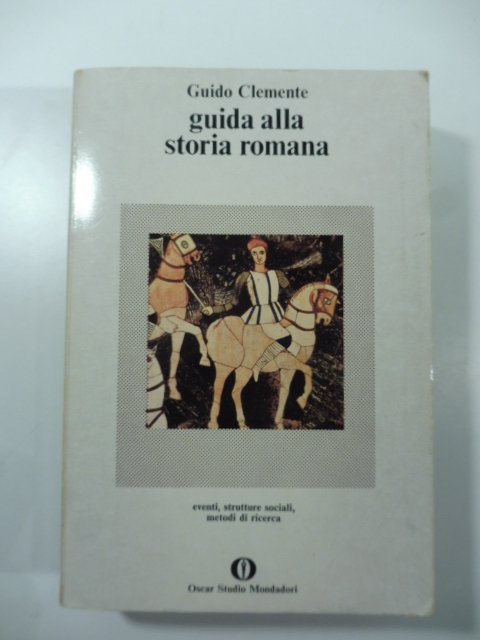 Guido Clemente
guida alla
storia romana
eventi, strutture sociali,
metodi di ricerca
Oscar Studio Mondadori